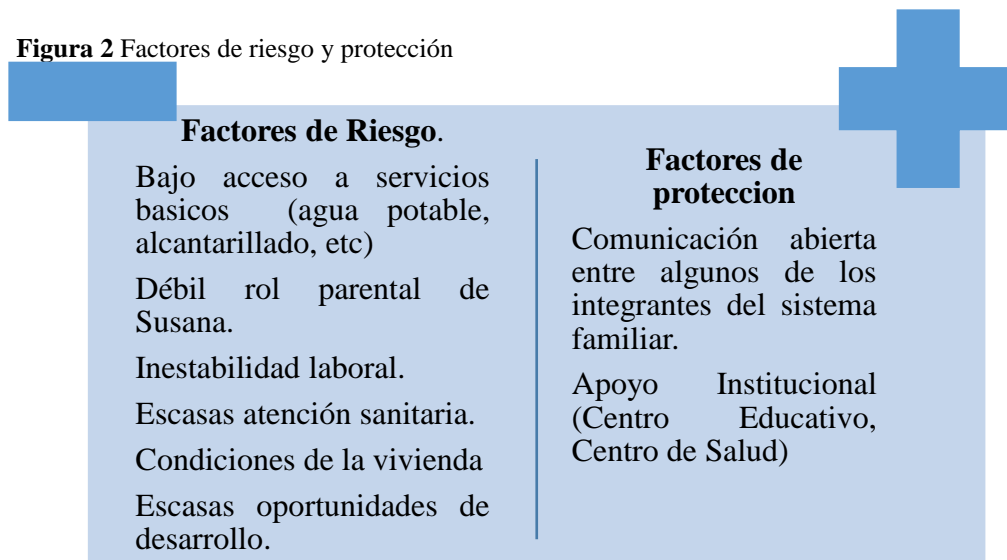 Figura 2 Factores de riesgo y protección
Factores de Riesgo.
Bajo acceso a servicios
basicos (agua potable,
alcantarillado, etc)
Débil rol parental de
Susana.
Inestabilidad laboral.
Escasas atención sanitaria.
Condiciones de la vivienda
Escasas oportunidades de
desarrollo.
Factores de
proteccion
Comunicación abierta
entre algunos de los
integrantes del sistema
familiar.
Apoyo Institucional
(Centro Educativo,
Centro de Salud)